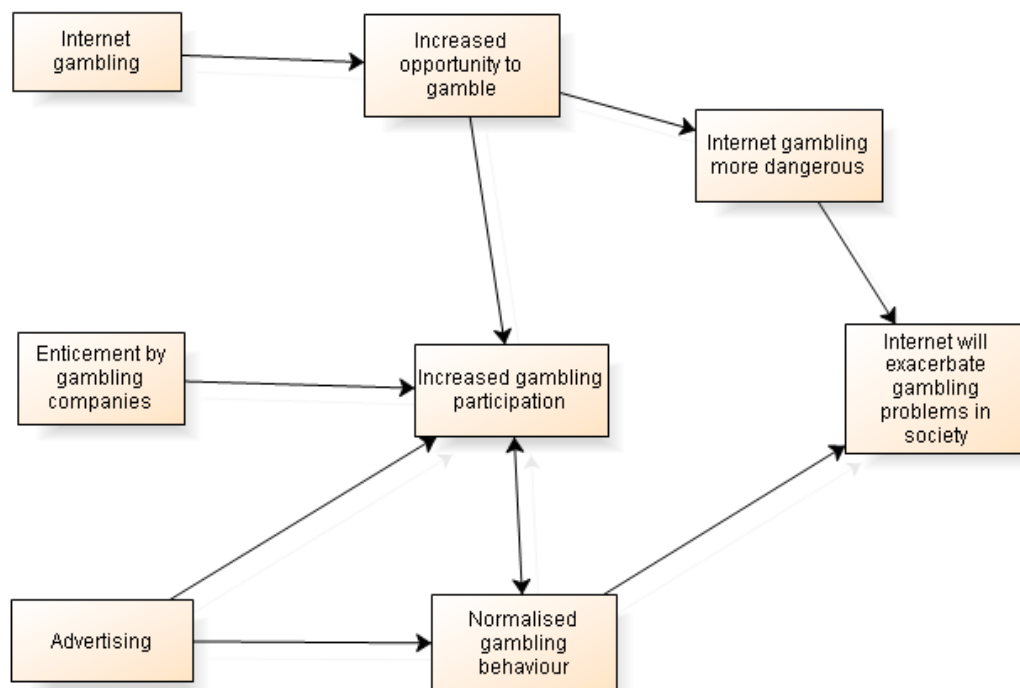 Internet
gambling
Increased
opportunity to
gamble
Internet gambling
more dangerous
Enticement by
gambling
companies
Increased gambling
participation
Internet will
exacerbate
gambling
problems in
society
Advertising
Normalised
gambling
behaviour